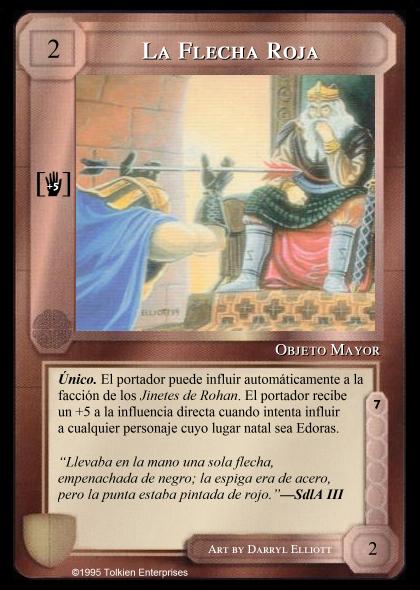 2
La Flecha Roja
[+5]
ELLIOTT 94
Objeto Mayor
Único. El portador puede influir automáticamente a la
facción de los Jinetes de Rohan. El portador recibe
un +5 a la influencia directa cuando intenta influir
a cualquier personaje cuyo lugar natal sea Edoras.
7
“Llevaba en la mano una sola flecha,
empenachada de negro; la espiga era de acero,
pero la punta estaba pintada de rojo.”—SdlA III
Art by Darryl Elliott
2
©1995 Tolkien Enterprises